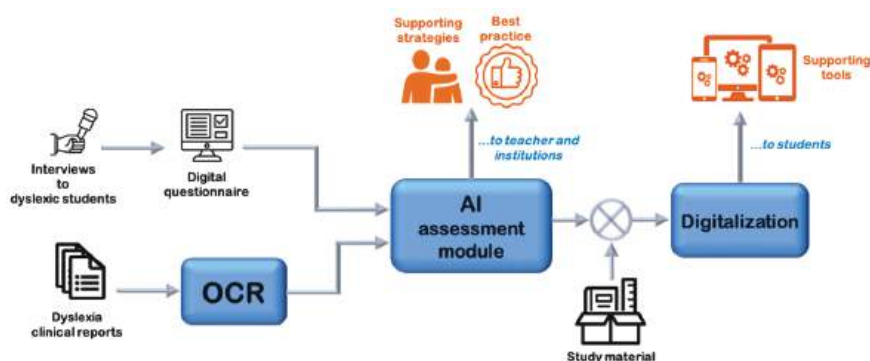 Supporting
strategies
Best
practice
Supporting
tools
...to teacher and
institutions
...to students
Interviews
to
dyslexic students
Digital
questionnaire
AI
assessment
module
Digitalization
OCR
Dyslexia
clinical reports
Study material